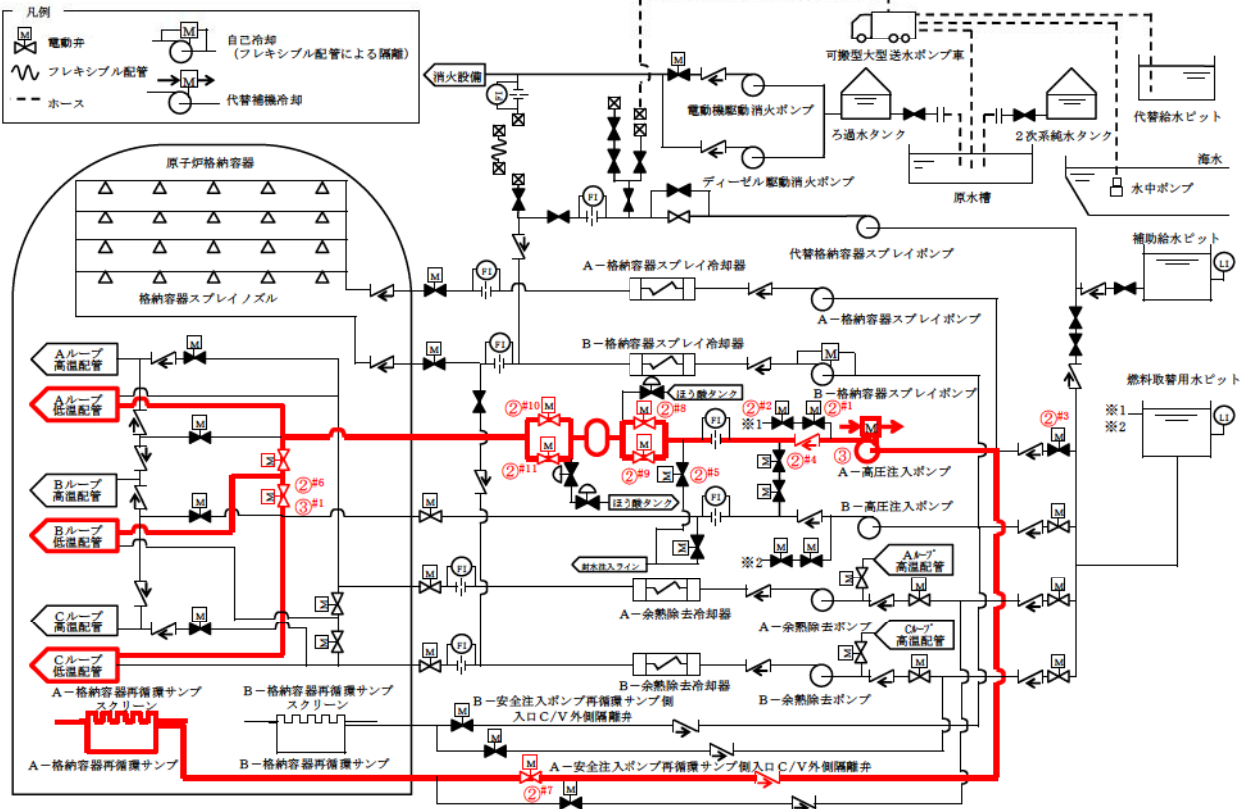 凡例
M
電動弁
フレキシブル配管
ホース
M
自己冷却
(フレキシブル配管による隔離)
M
代替補機冷却
可搬型大型送水ポンプ車
消火設備
FI
M
電動機駆動消火ポンプ
ろ過水タンク
2次系純水タンク
代替給水ピット
ディーゼル駆動消火ポンプ
原水槽
海水
水中ポンプ
FI
代替格納容器スプレイポンプ
補助給水ピット
LI
原子炉格納容器
格納容器スプレイノズル
M
FI
A-格納容器スプレイ冷却器
A-格納容器スプレイポンプ
M
FI
B-格納容器スプレイ冷却器
M
B-格納容器スプレイポンプ
燃料取替用水ピット
※1
※2
LI
Aループ
高温配管
M
Aループ
低温配管
M
ほう酸タンク
②#10
M
②#8
M
②#2
M
②#1
M
※1
FI
M
②#3
M
②#11
M
②#9
M
②#5
M
②#4
③
A-高圧注入ポンプ
M
②#6
M
③#1
Bループ
高温配管
M
Bループ
低温配管
M
ほう酸タンク
FI
M
M
B-高圧注入ポンプ
M
封水注入ライン
M
※2
M
M
Aループ
高温配管
M
FI
A-余熱除去冷却器
M
M
M
A-余熱除去ポンプ
Cループ
高温配管
M
M
M
Cループ
高温配管
Cループ
低温配管
M
FI
B-余熱除去冷却器
M
M
M
B-余熱除去ポンプ
A-格納容器再循環サンプ
スクリーン
B-格納容器再循環サンプ
スクリーン
M
B-安全注入ポンプ再循環サンプ側
入口C/V外側隔離弁
M
A-格納容器再循環サンプ
B-格納容器再循環サンプ
M
A-安全注入ポンプ再循環サンプ側入口C/V外側隔離弁
②#7
M